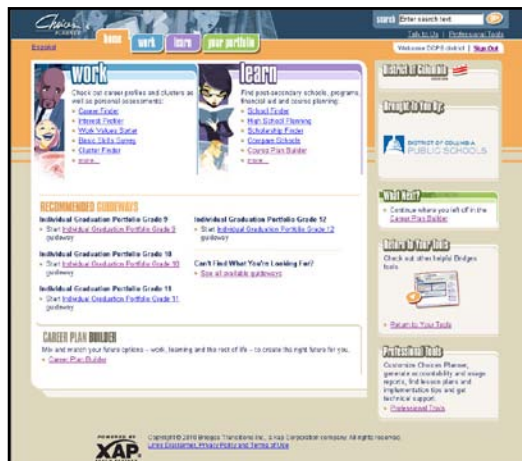 Choices
PLANNER
search Enter search text
Talk to Us | Professional Tools
home
work
learn
your portfolio
Español
Welcome DCPS district | Sign Out
work
Check out career profiles and clusters as
well as personal assessments:
Career Finder
Interest Profiler
Work Values Sorter
Basic Skills Survey
Cluster Finder
more...
learn
Find post-secondary schools, programs,
financial aid and course planning:
School Finder
High School Planning
Scholarship Finder
Compare Schools
Course Plan Builder
more...
RECOMMENDED GUIDEWAYS
Individual Graduation Portfolio Grade 9
Start Individual Graduation Portfolio Grade 9
guideway
Individual Graduation Portfolio Grade 10
Start Individual Graduation Portfolio Grade 10
guideway
Individual Graduation Portfolio Grade 11
Start Individual Graduation Portfolio Grade 11
guideway
Individual Graduation Portfolio Grade 12
Start Individual Graduation Portfolio Grade 12
guideway
Can't Find What You're Looking For?
See all available guideways
CAREER PLAN BUILDER
Mix and match your future options – work, learning and the rest of life – to create the right future for you.
Career Plan Builder
District of Columbia
Brought to You By:
DISTRICT OF COLUMBIA
PUBLIC SCHOOLS
What Next?
Continue where you left off in the
Career Plan Builder
Return to Your Tools
Check out other helpful Bridges
tools.
Return to Your Tools
Professional Tools
Customize Choices Planner,
generate accountability and usage
reports, find lesson plans and
implementation tips and get
technical support.
Professional Tools
POWERED BY
XAP
Copyright © 2010 Bridges Transitions Inc., a Xap Corporation company. All rights reserved.
Links Disclaimer, Privacy Policy and Terms of Use